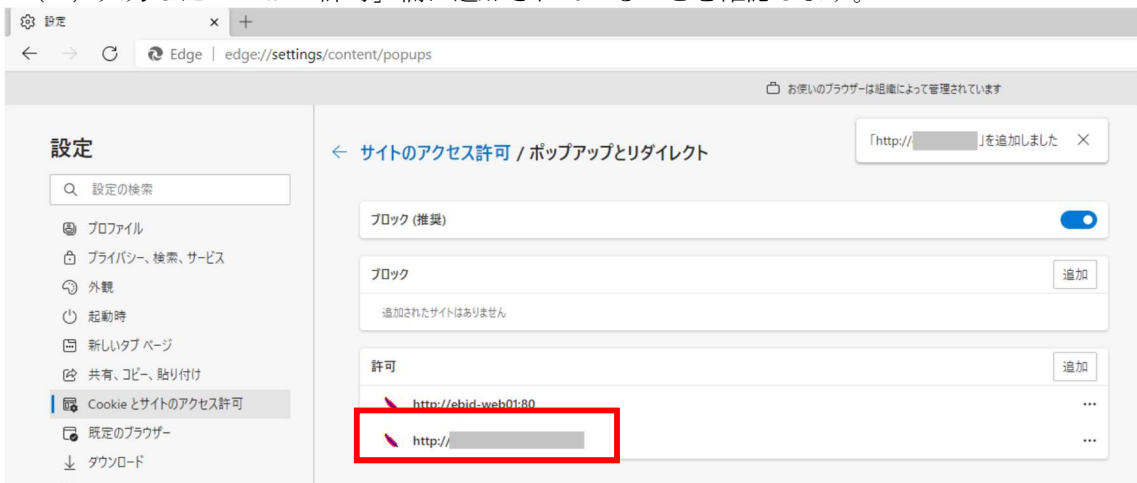 設定
Edge | edge://settings/content/popups
お使いのブラウザーは組織によって管理されています
「http:// 」を追加しました
設定
設定の検索
プロファイル
プライバシー、検索、サービス
外観
起動時
新しいタブ ページ
共有、コピー、貼り付け
Cookie とサイトのアクセス許可
既定のブラウザー
ダウンロード
サイトのアクセス許可 / ポップアップとリダイレクト
ブロック (推奨)
ブロック
追加
追加されたサイトはありません
許可
追加
http://ebid-web01:80
http://